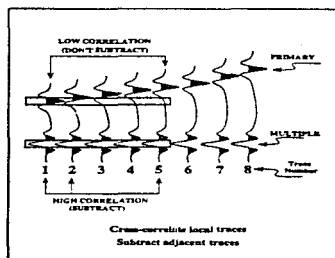 LOW CORRELATION
(DON'T SUBTRACT)
PRIMARY
MULTIPLE
1 2 3 4 5 6 7 8
Trace
Number
HIGH CORRELATION
(SUBTRACT)
Cross-correlate local traces
Subtract adjacent traces